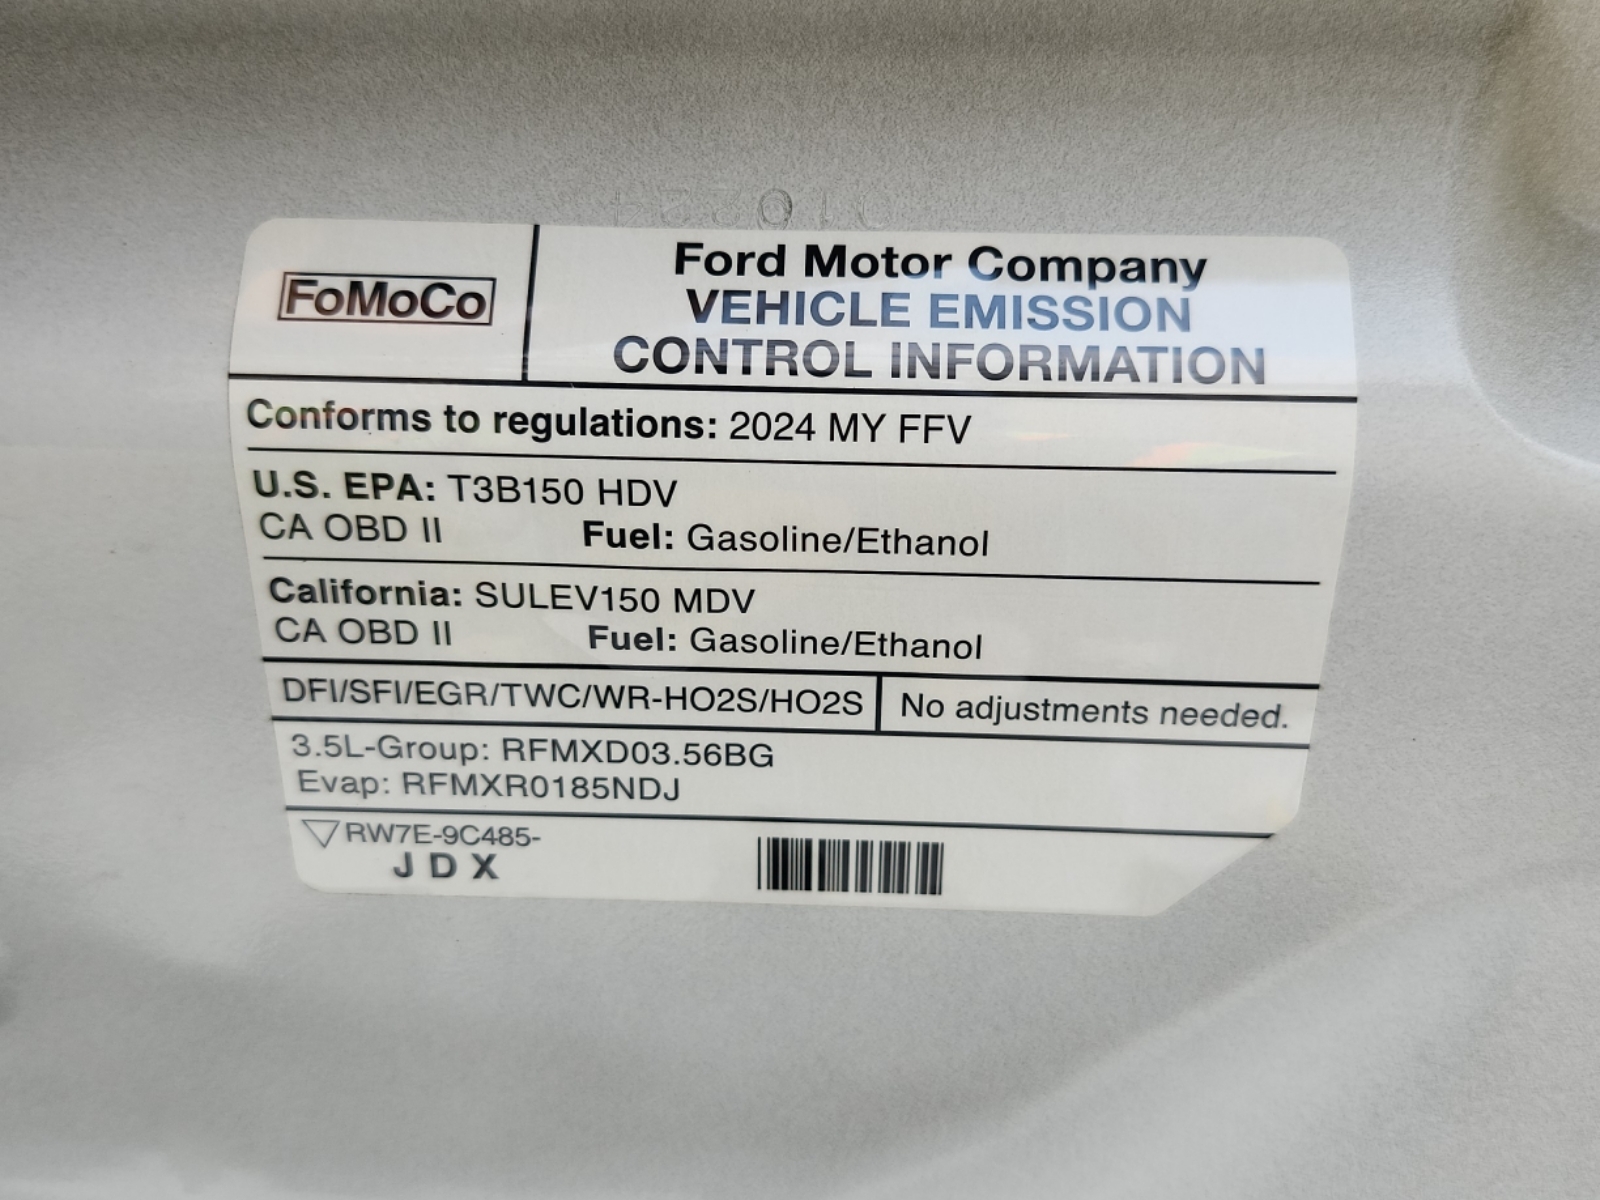 FoMoCo
Ford Motor Company
VEHICLE EMISSION
CONTROL INFORMATION
Conforms to regulations: 2024 MY FFV
U.S. EPA: T3B150 HDV
CA OBD II Fuel: Gasoline/Ethanol
California: SULEV150 MDV
CA OBD II Fuel: Gasoline/Ethanol
DFI/SFI/EGR/TWC/WR-HO2S/HO2S
No adjustments needed.
3.5L-Group: RFMXD03.56BG
Evap: RFMXR0185NDJ
RW7E-9C485-
J D X